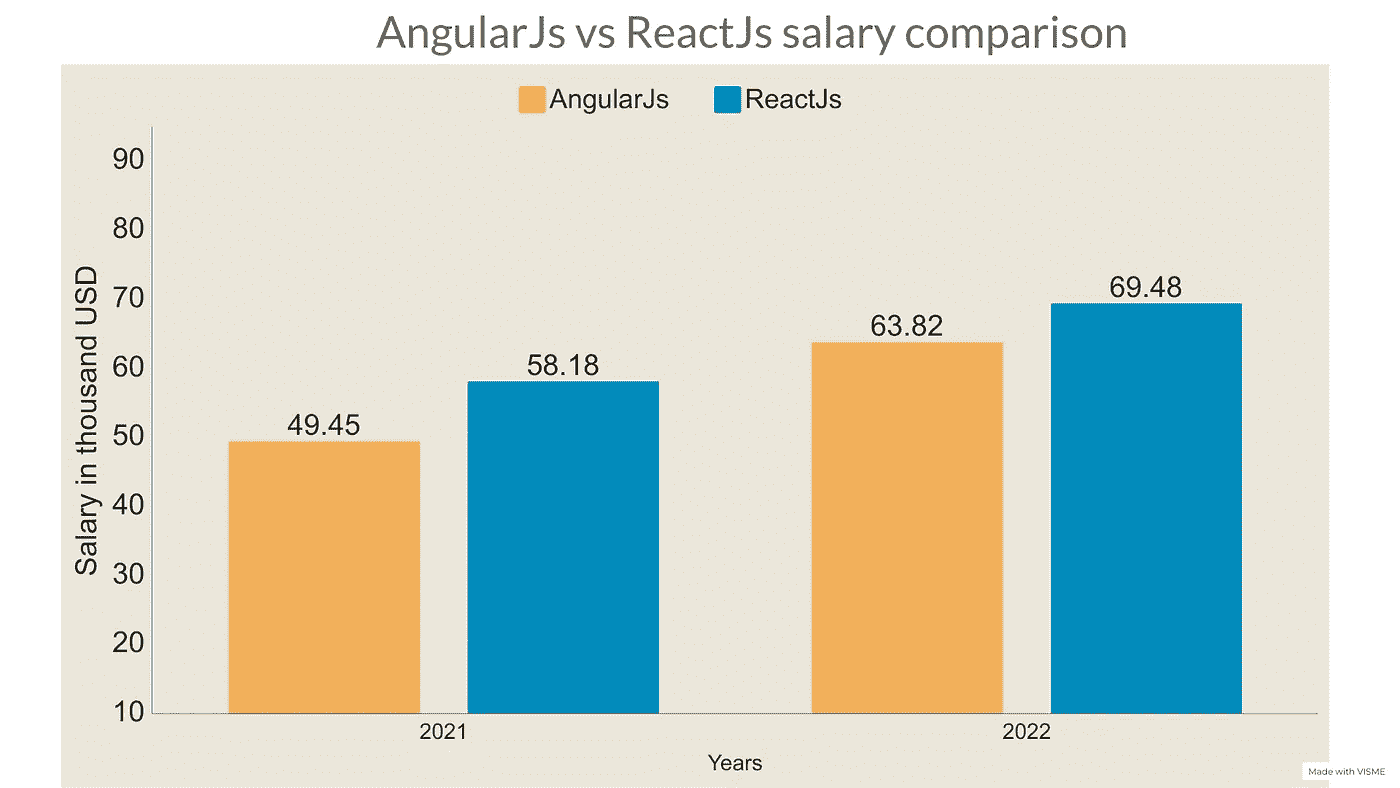 AngularJs vs ReactJs salary comparison
AngularJs ReactJs
Salary in thousand USD
90
80
70
60
50
40
30
20
10
49.45
58.18
63.82
69.48
2021 2022
Years
Made with VISME